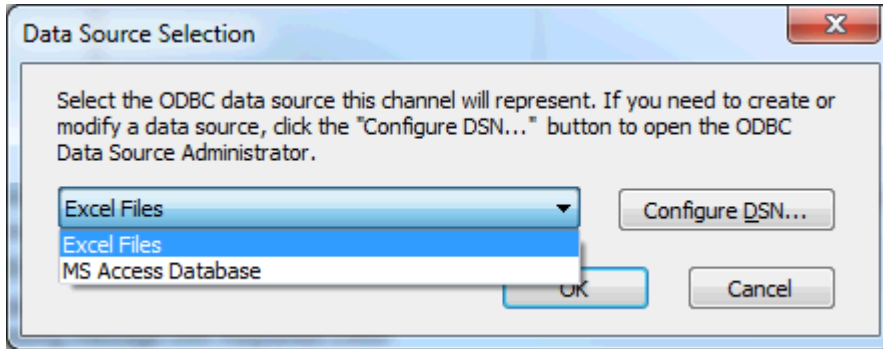 Data Source Selection
Select the ODBC data source this channel will represent. If you need to create or
modify a data source, click the "Configure DSN..." button to open the ODBC
Data Source Administrator.
Excel Files
Configure DSN...
Excel Files
MS Access Database
OK
Cancel